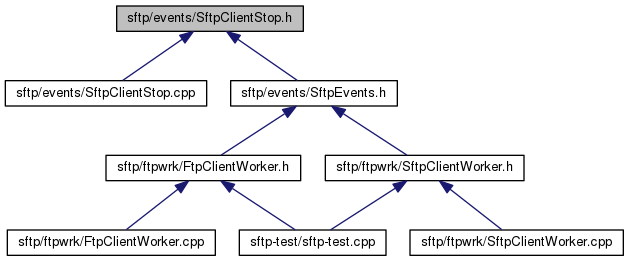 sftp/events/SftpClientStop.h
sftp/events/SftpClientStop.cpp
sftp/events/SftpEvents.h
sftp/ftpwrk/FtpClientWorker.h
sftp/ftpwrk/SftpClientWorker.h
sftp/ftpwrk/FtpClientWorker.cpp
sftp-test/sftp-test.cpp
sftp/ftpwrk/SftpClientWorker.cpp